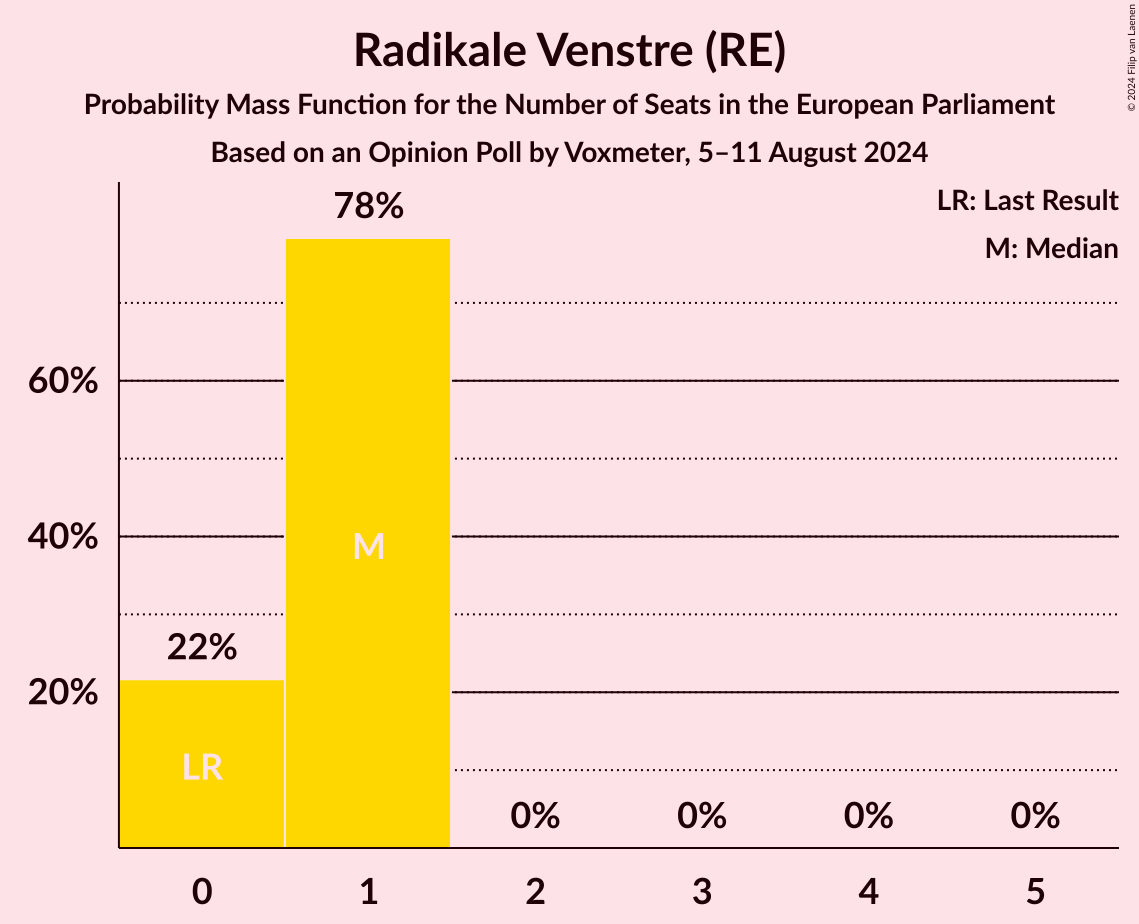 Radikale Venstre (RE)
Probability Mass Function for the Number of Seats in the European Parliament
Based on an Opinion Poll by Voxmeter, 5–11 August 2024
© 2024 Filip van Laenen
LR: Last Result
M: Median
78%
60%
40%
M
22%
20%
LR
0% 0% 0% 0%
0 1 2 3 4 5